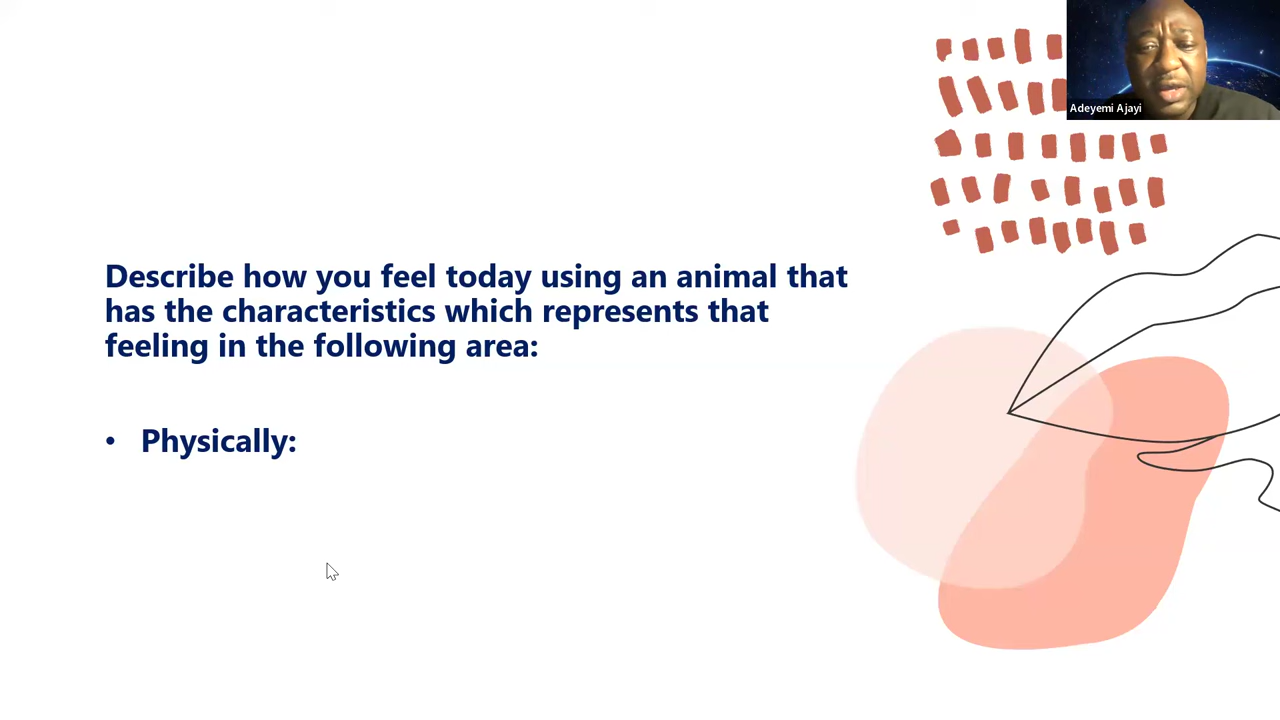 Adeyemi Ajayi
Describe how you feel today using an animal that
has the characteristics which represents that
feeling in the following area:
• Physically: